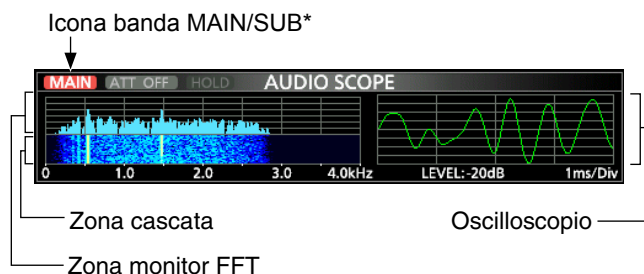 Icona banda MAIN/SUB*
MAIN ATT OFF HOLD AUDIO SCOPE
0 1.0 2.0 3.0 4.0kHz LEVEL:-20dB 1ms/Div
Zona cascata Oscilloscopio
Zona monitor FFT